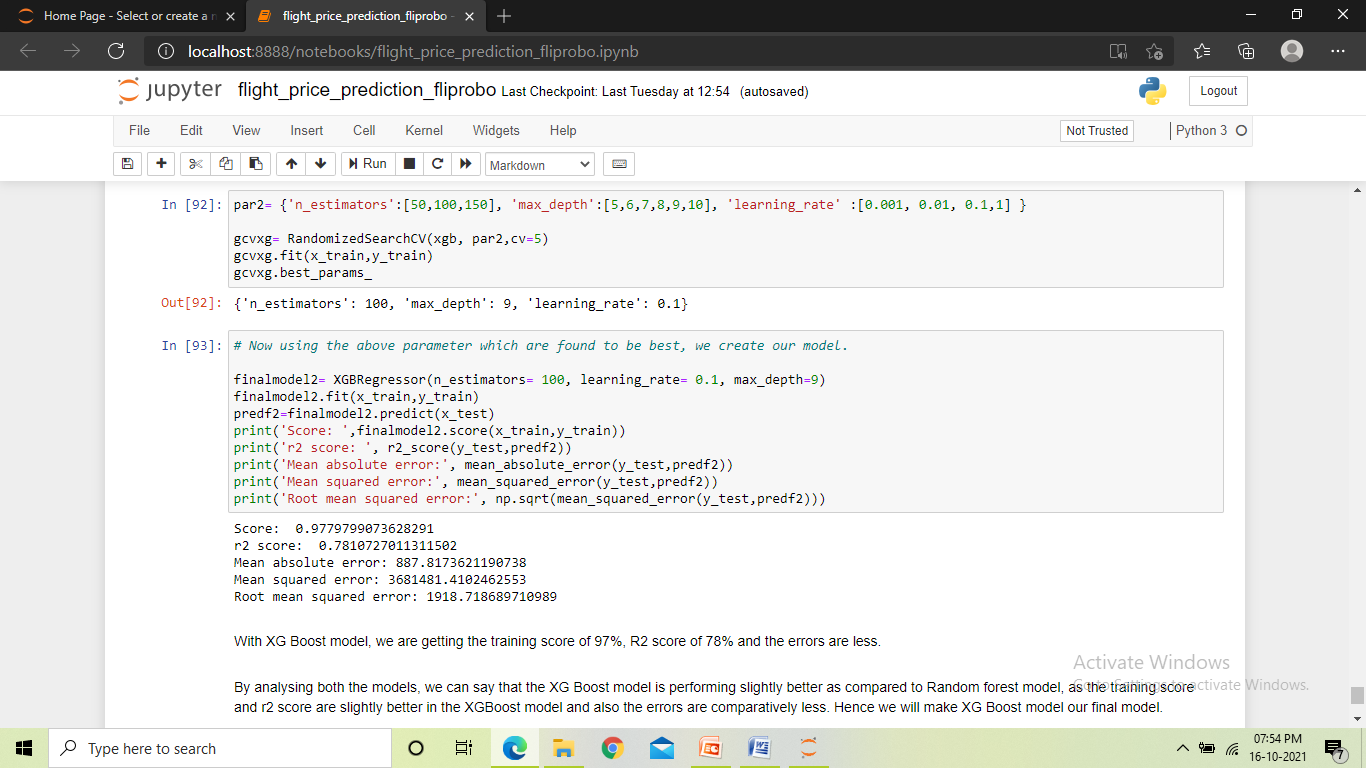 Home Page - Select or create a n
flight_price_prediction_fliprobo -
localhost:8888/notebooks/flight_price_prediction_fliprobo.ipynb
jupyter flight_price_prediction_fliprobo Last Checkpoint: Last Tuesday at 12:54 (autosaved)
Logout
File Edit View Insert Cell Kernel Widgets Help
Not Trusted
Python 3
Run
Markdown
In [92]: par2= {'n_estimators':[50,100,150], 'max_depth':[5,6,7,8,9,10], 'learning_rate' :[0.001, 0.01, 0.1,1] }
gcvxg= RandomizedSearchCV(xgb, par2,cv=5)
gcvxg.fit(x_train,y_train)
gcvxg.best_params_
Out[92]: {'n_estimators': 100, 'max_depth': 9, 'learning_rate': 0.1}
In [93]: # Now using the above parameter which are found to be best, we create our model.
finalmodel2= XGBRegressor(n_estimators= 100, learning_rate= 0.1, max_depth=9)
finalmodel2.fit(x_train,y_train)
predf2=finalmodel2.predict(x_test)
print('Score: ',finalmodel2.score(x_train,y_train))
print('r2 score: ', r2_score(y_test,predf2))
print('Mean absolute error:', mean_absolute_error(y_test,predf2))
print('Mean squared error:', mean_squared_error(y_test,predf2))
print('Root mean squared error:', np.sqrt(mean_squared_error(y_test,predf2)))
Score:  0.9779799073628291
r2 score:  0.7810727011311502
Mean absolute error: 887.8173621190738
Mean squared error: 3681481.4102462553
Root mean squared error: 1918.718689710989
With XG Boost model, we are getting the training score of 97%, R2 score of 78% and the errors are less.
Activate Windows
Go to Settings to activate Windows.
By analysing both the models, we can say that the XG Boost model is performing slightly better as compared to Random forest model, as the training score
and r2 score are slightly better in the XGBoost model and also the errors are comparatively less. Hence we will make XG Boost model our final model.
Type here to search
07:54 PM
16-10-2021
7